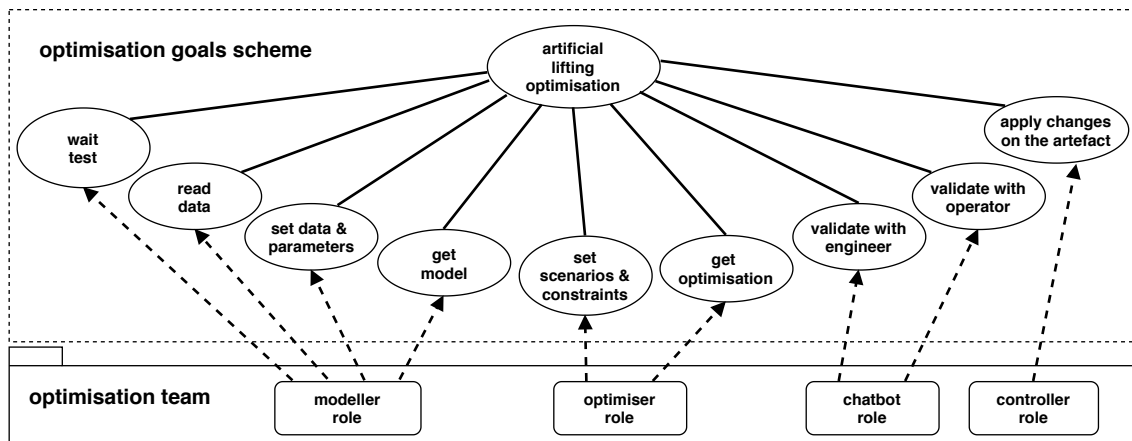 optimisation goals scheme
artificial
lifting
optimisation
wait
test
read
data
set data &
parameters
get
model
set
scenarios &
constraints
get
optimisation
validate with
engineer
validate with
operator
apply changes
on the artefact
optimisation team
modeller
role
optimiser
role
chatbot
role
controller
role